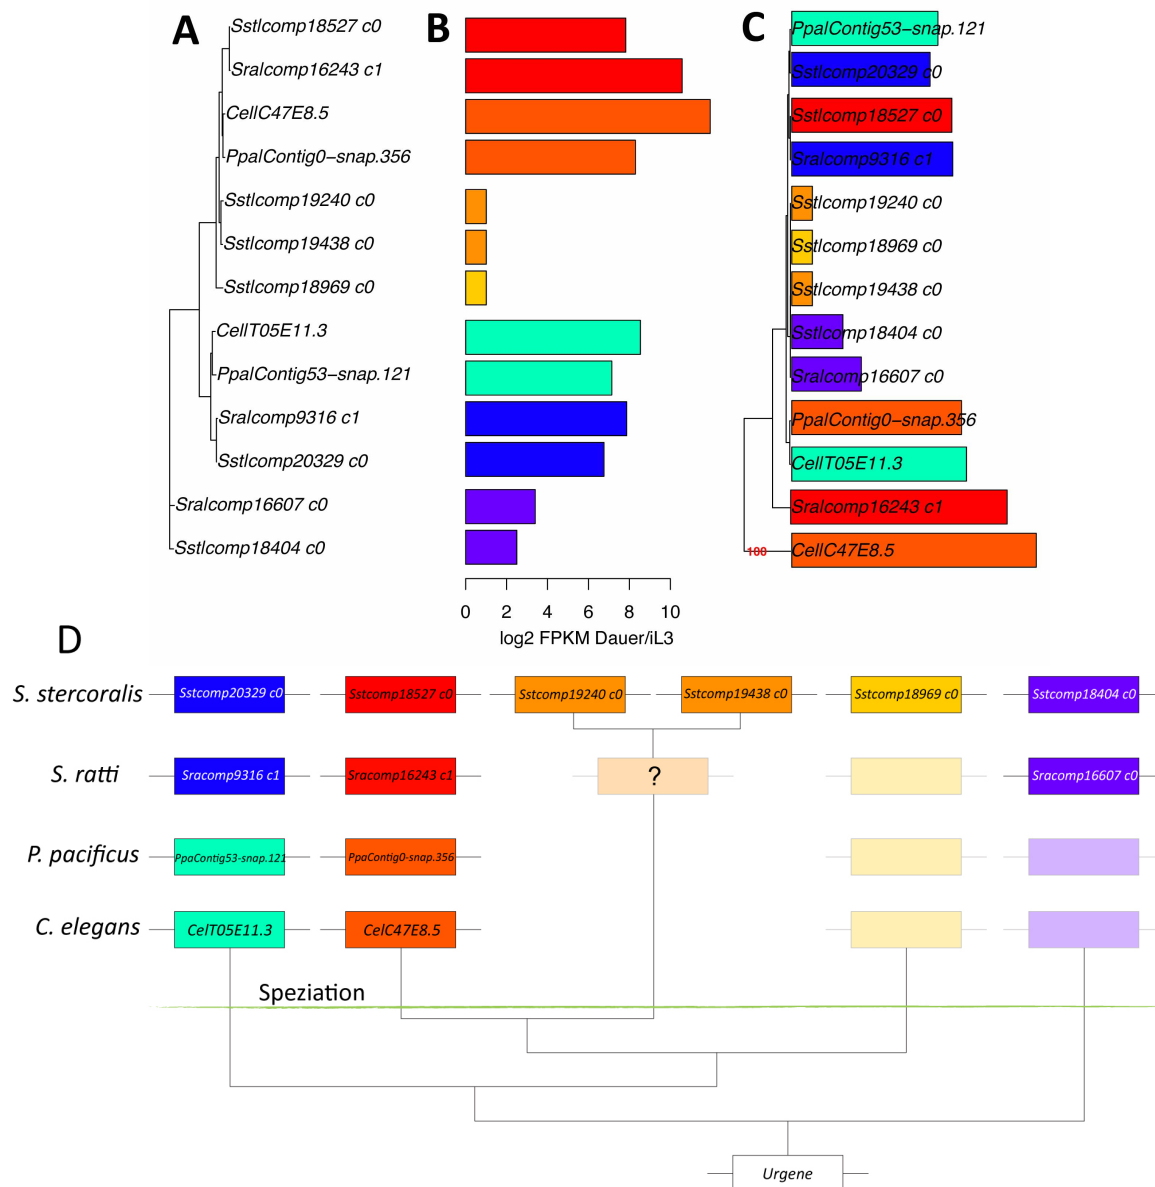 A
Sstlcomp18527 c0
Sralcomp16243 c1
CellC47E8.5
PpalContig0−snap.356
Sstlcomp19240 c0
Sstlcomp19438 c0
Sstlcomp18969 c0
CellT05E11.3
PpalContig53−snap.121
Sralcomp9316 c1
Sstlcomp20329 c0
Sralcomp16607 c0
Sstlcomp18404 c0
B
0 2 4 6 8 10
log2 FPKM Dauer/iL3
C
PpalContig53−snap.121
Sstlcomp20329 c0
Sstlcomp18527 c0
Sralcomp9316 c1
Sstlcomp19240 c0
Sstlcomp18969 c0
Sstlcomp19438 c0
Sstlcomp18404 c0
Sralcomp16607 c0
PpalContig0−snap.356
CellT05E11.3
Sralcomp16243 c1
100 CellC47E8.5
D
S. stercoralis Sstcomp20329 c0 Sstcomp18527 c0 Sstcomp19240 c0 Sstcomp19438 c0 Sstcomp18969 c0 Sstcomp18404 c0
S. ratti Sracomp9316 c1 Sracomp16243 c1 ? Sracomp16607 c0
P. pacificus PpaContig53-snap.121 PpaContig0-snap.356
C. elegans CelT05E11.3 CelC47E8.5
Speziation
Urgene